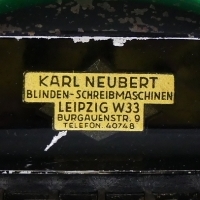 KARL NEUBERT
BLINDEN-SCHREIBMASCHINEN
LEIPZIG W33
BURGAUENSTR. 9
TELEFON. 40748